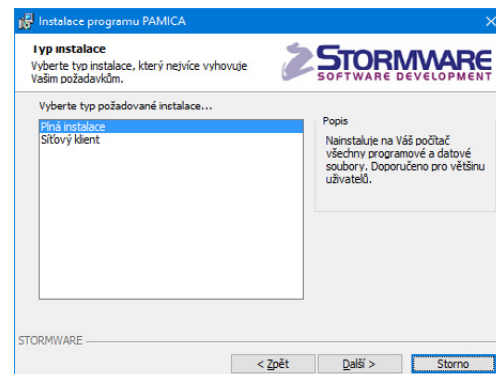 Instalace programu PAMICA
Typ instalace
Vyberte typ instalace, který nejvíce vyhovuje
Vašim požadavkům.
STORMWARE
SOFTWARE DEVELOPMENT
Vyberte typ požadované instalace...
Plná instalace
Síťový klient
Popis
Nainstaluje na Váš počítač
všechny programové a datové
soubory. Doporučeno pro většinu
uživatelů.
STORMWARE
< Zpět
Další >
Storno